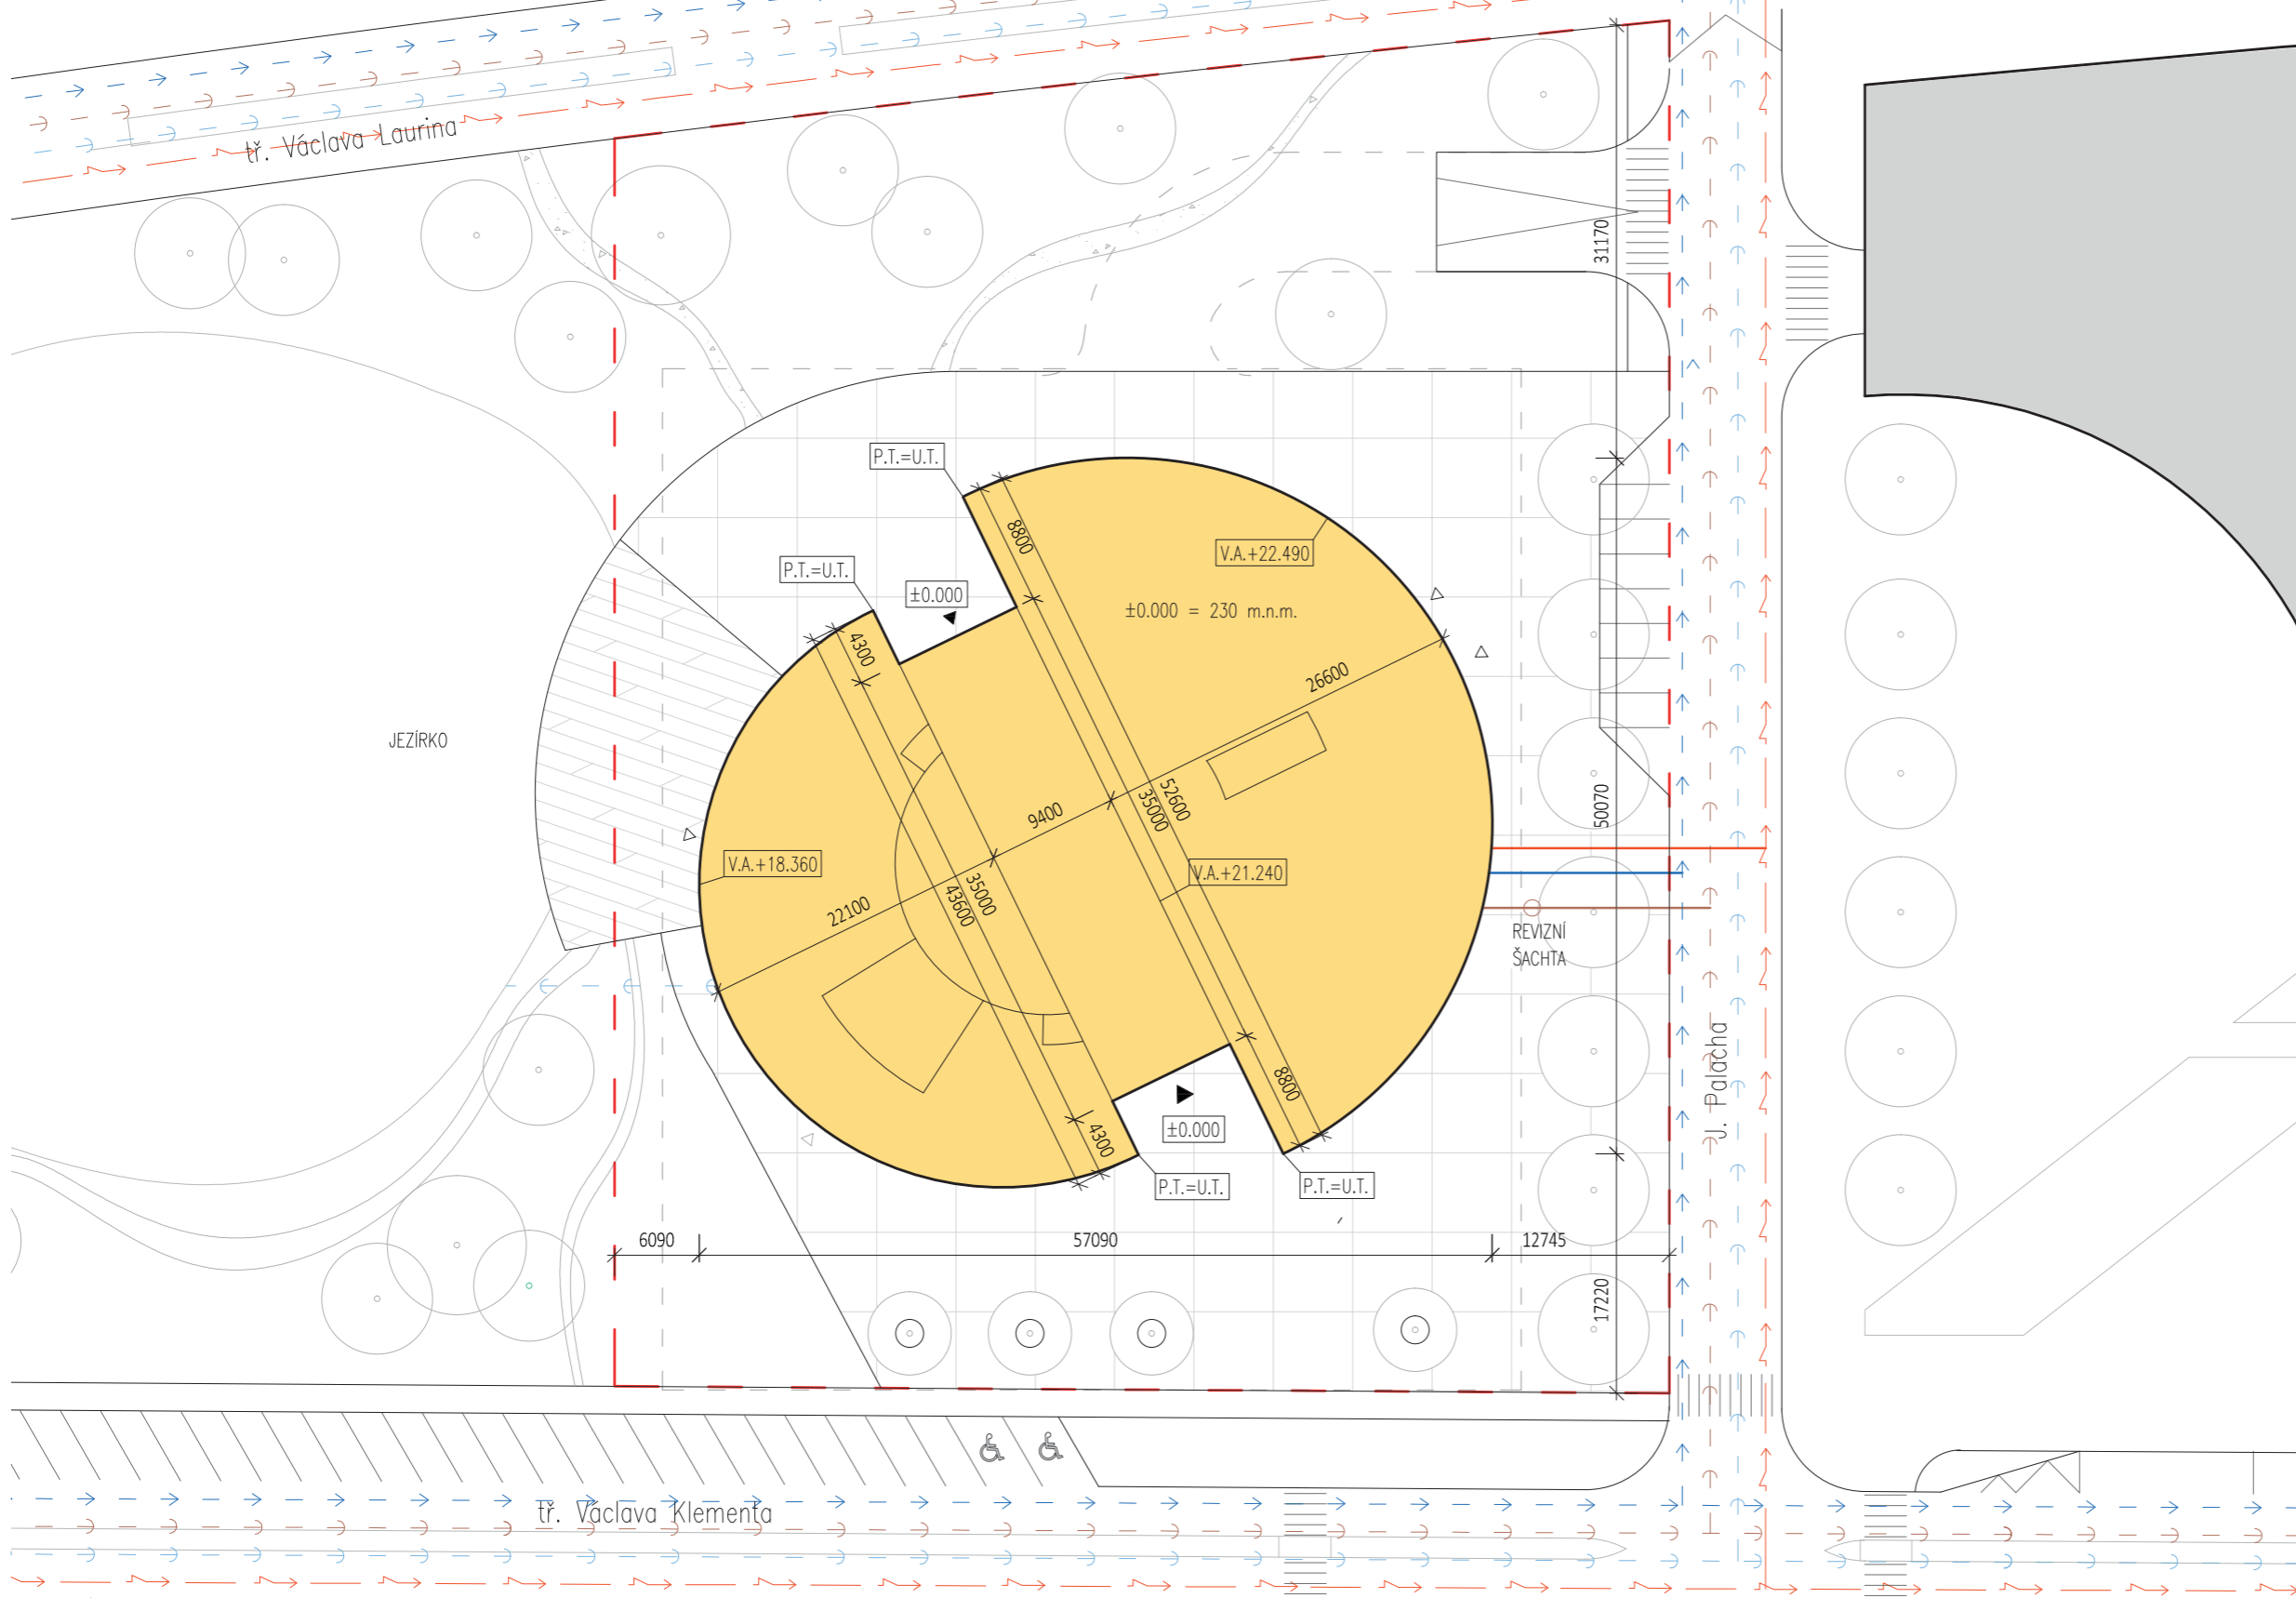 tř. Václava Laurina
31170
P.T.=U.T.
8800
V.A.+22.490
P.T.=U.T.
±0.000
±0.000 = 230 m.n.m.
4300
26600
JEZÍRKO
9400
52600
35000
50070
V.A.+18.360
V.A.+21.240
22100
35000
43600
REVIZNÍ
ŠACHTA
J. Palacha
8800
4300
±0.000
P.T.=U.T.
P.T.=U.T.
6090
57090
12745
17220
tř. Václava Klementa